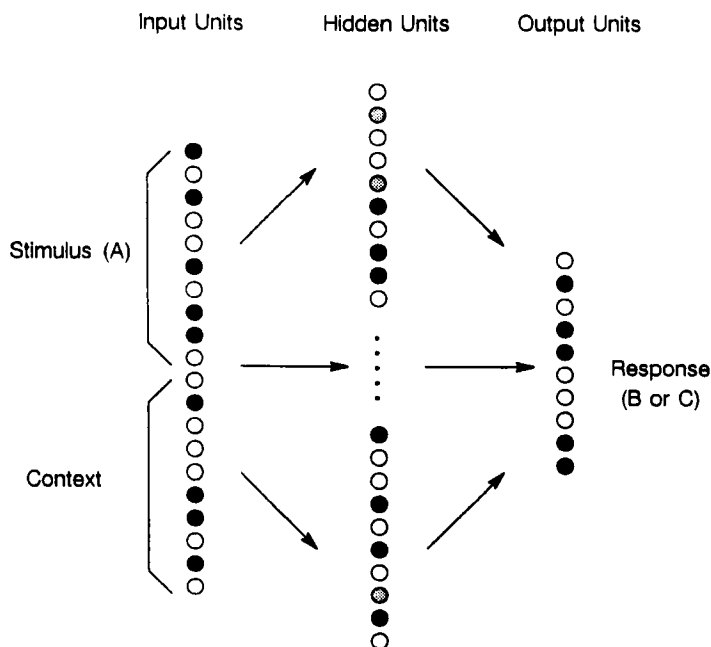 Input Units
Hidden Units
Output Units
Stimulus (A)
Response
(B or C)
Context